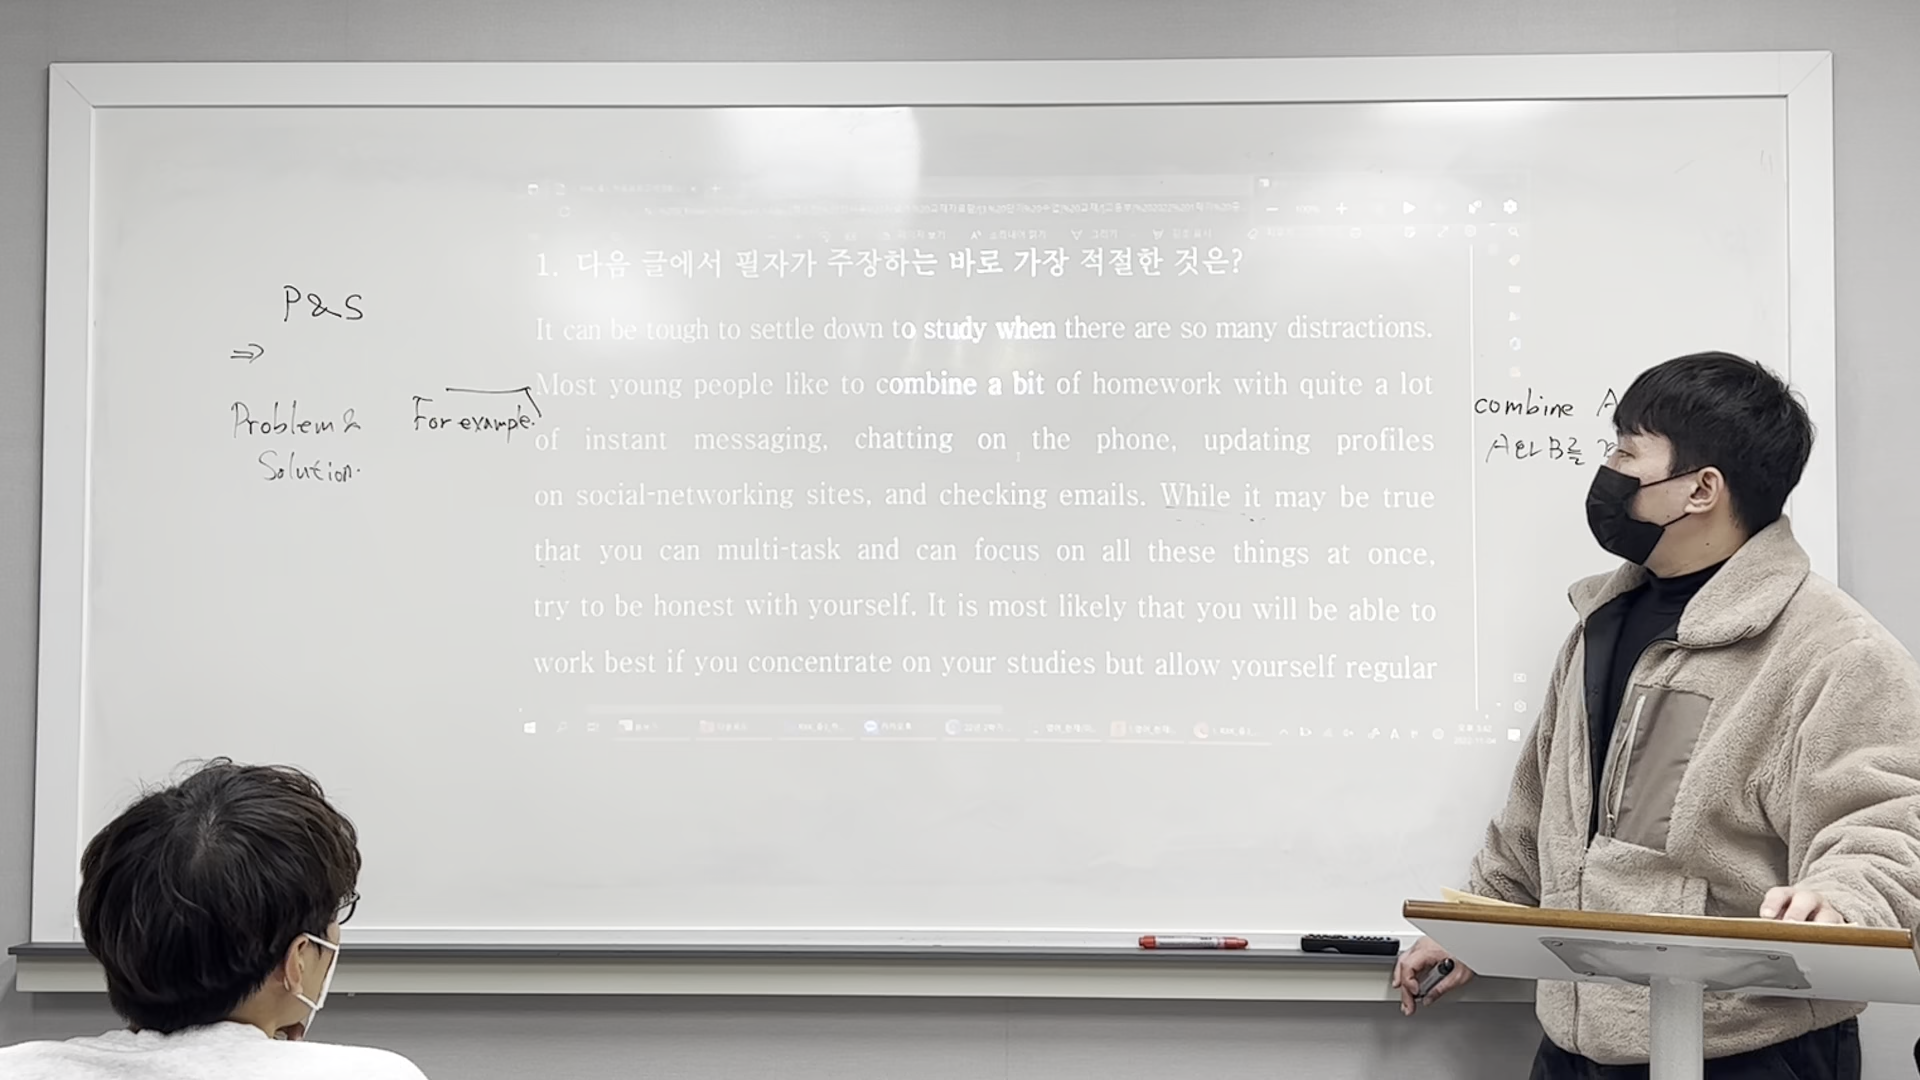 1. 다음 글에서 필자가 주장하는 바로 가장 적절한 것은?
It can be tough to settle down to study when there are so many distractions.
Most young people like to combine a bit of homework with quite a lot
of instant messaging, chatting on the phone, updating profiles
on social-networking sites, and checking emails. While it may be true
that you can multi-task and can focus on all these things at once,
try to be honest with yourself. It is most likely that you will be able to
work best if you concentrate on your studies but allow yourself regular
P&S
⇒
Problem &
Solution.
For example.
combine A
A와 B를